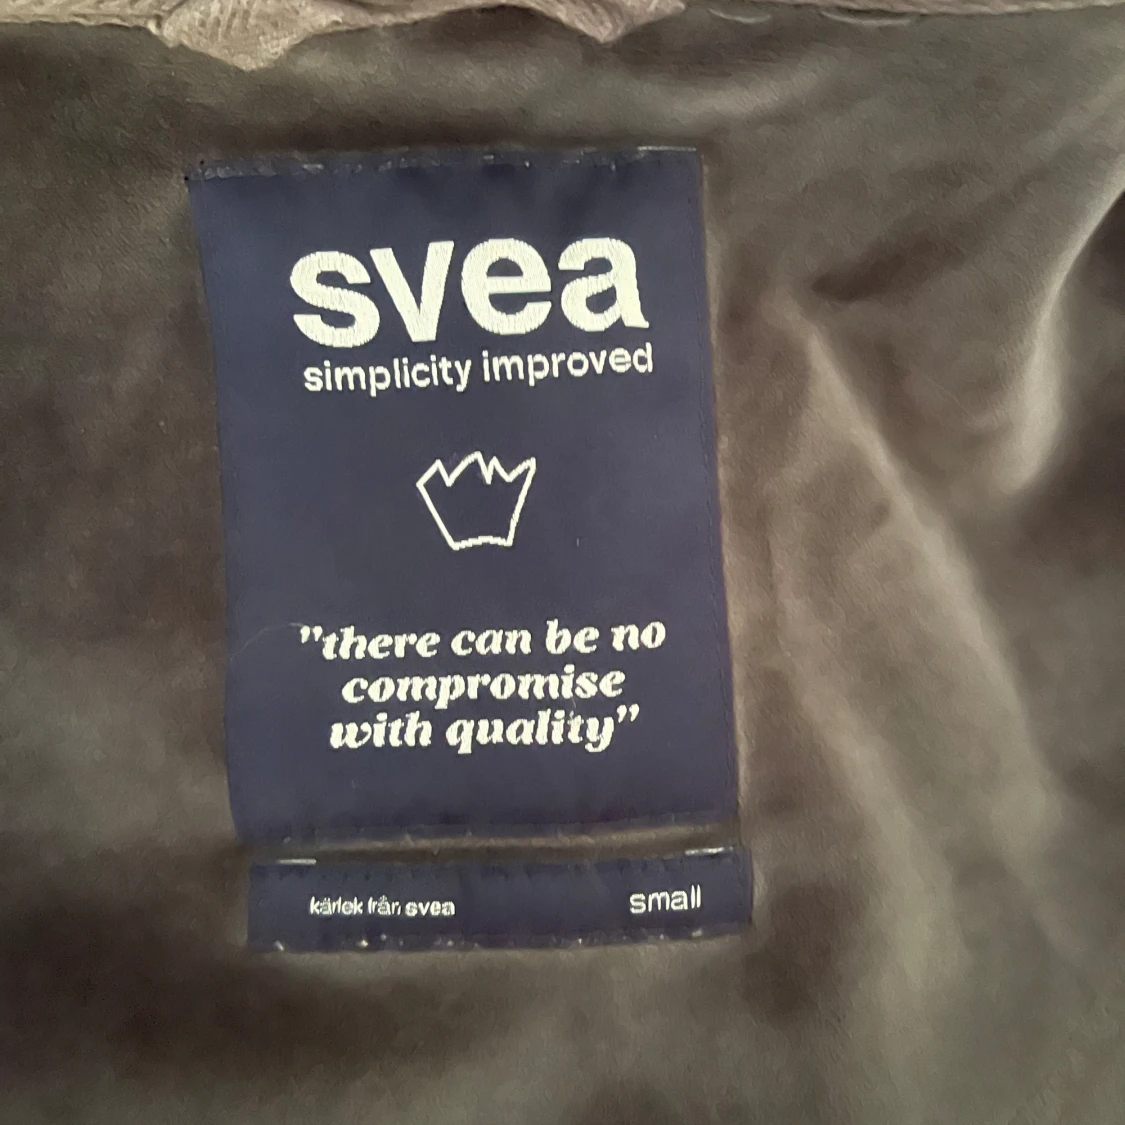 svea
simplicity improved
"there can be no
compromise
with quality"
kärlek från svea
small